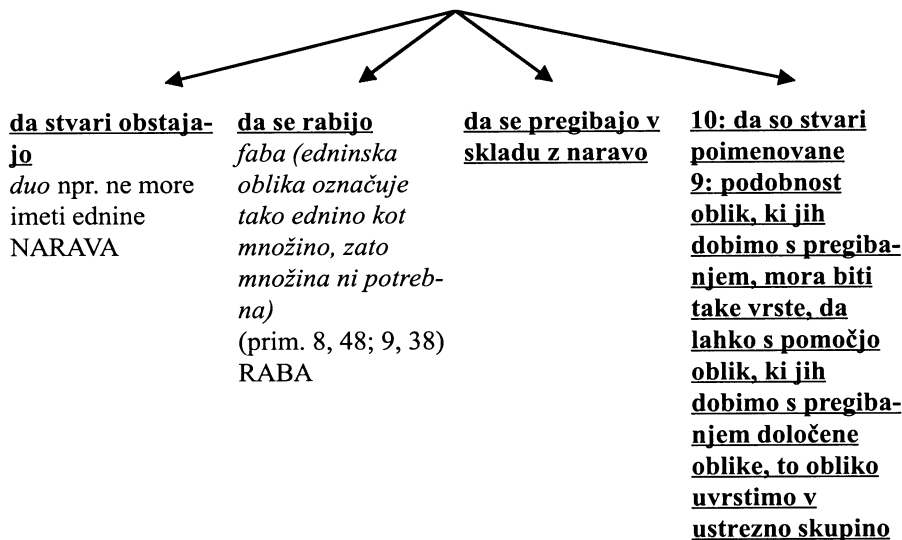 da stvari obstaja-
jo
duo npr. ne more
imeti ednine
NARAVA
da se rabijo
faba (edninska
oblika označuje
tako ednino kot
množino, zato
množina ni potreb-
na)
(prim. 8, 48; 9, 38)
RABA
da se pregibajo v
skladu z naravo
10: da so stvari
poimenovane
9: podobnost
oblik, ki jih
dobimo s pregiba-
njem, mora biti
take vrste, da
lahko s pomočjo
oblik, ki jih
dobimo s pregiba-
njem določene
oblike, to obliko
uvrstimo v
ustrezno skupino